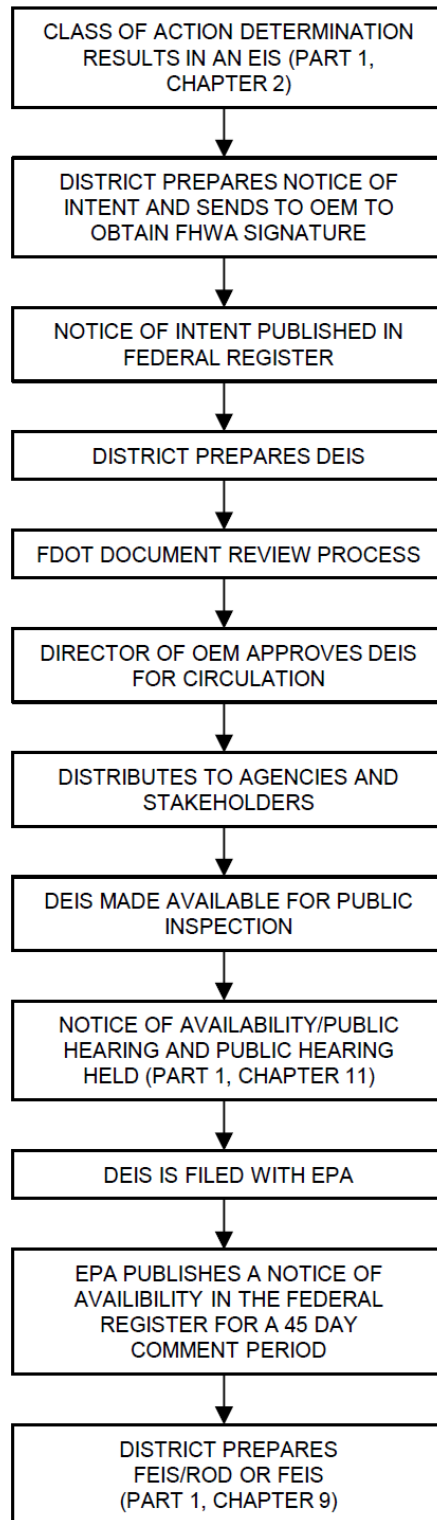 CLASS OF ACTION DETERMINATION
RESULTS IN AN EIS (PART 1,
CHAPTER 2)
DISTRICT PREPARES NOTICE OF
INTENT AND SENDS TO OEM TO
OBTAIN FHWA SIGNATURE
NOTICE OF INTENT PUBLISHED IN
FEDERAL REGISTER
DISTRICT PREPARES DEIS
FDOT DOCUMENT REVIEW PROCESS
DIRECTOR OF OEM APPROVES DEIS
FOR CIRCULATION
DISTRIBUTES TO AGENCIES AND
STAKEHOLDERS
DEIS MADE AVAILABLE FOR PUBLIC
INSPECTION
NOTICE OF AVAILABILITY/PUBLIC
HEARING AND PUBLIC HEARING
HELD (PART 1, CHAPTER 11)
DEIS IS FILED WITH EPA
EPA PUBLISHES A NOTICE OF
AVAILIBILITY IN THE FEDERAL
REGISTER FOR A 45 DAY
COMMENT PERIOD
DISTRICT PREPARES
FEIS/ROD OR FEIS
(PART 1, CHAPTER 9)